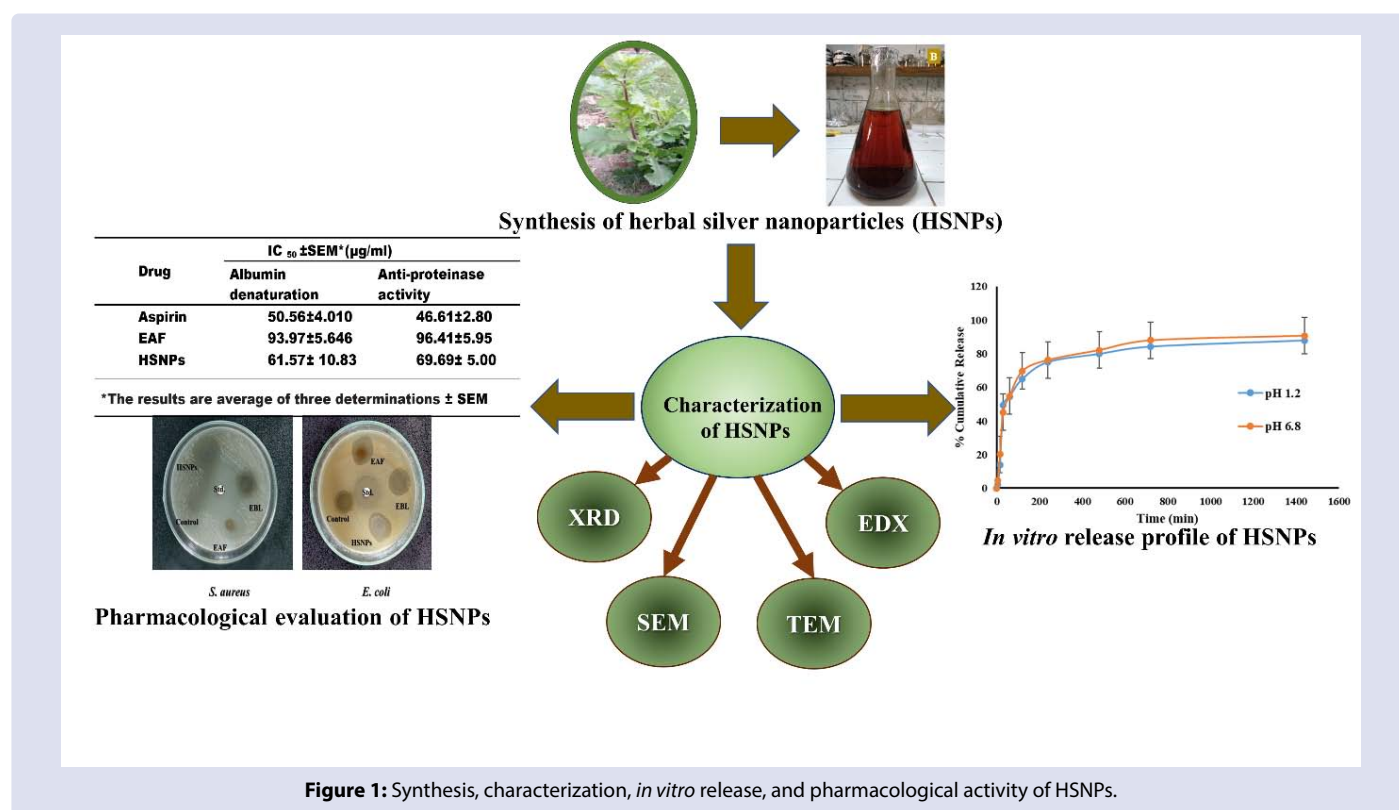 B
Synthesis of herbal silver nanoparticles (HSNPs)
IC 50 ±SEM*(µg/ml)
Drug Albumin denaturation Anti-proteinase activity
Aspirin 50.56±4.010 46.61±2.80
EAF 93.97±5.646 96.41±5.95
HSNPs 61.57± 10.83 69.69± 5.00
*The results are average of three determinations ± SEM
HSNPs
Std.
EBL
Control
EAF
EAF
Std.
EBL
Control
HSNPs
S. aureus
E. coli
Pharmacological evaluation of HSNPs
Characterization
of HSNPs
XRD
SEM
TEM
EDX
% Cumulative Release
120
100
80
60
40
20
0
0 200 400 600 800 1000 1200 1400 1600
Time (min)
pH 1.2
pH 6.8
In vitro release profile of HSNPs
Figure 1: Synthesis, characterization, in vitro release, and pharmacological activity of HSNPs.